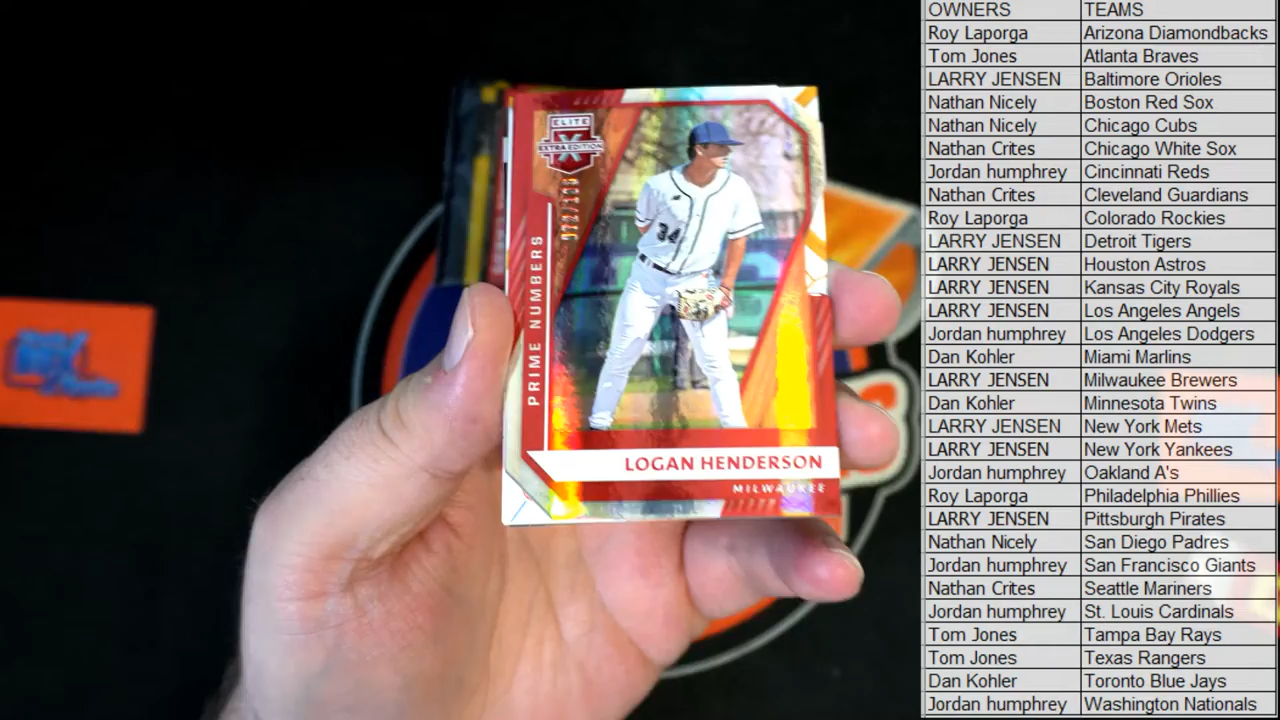 ELITE
X
EXTRA EDITION
/100
PRIME NUMBERS
34
LOGAN HENDERSON
MILWAUKEE
OWNERS TEAMS
Roy Laporga Arizona Diamondbacks
Tom Jones Atlanta Braves
LARRY JENSEN Baltimore Orioles
Nathan Nicely Boston Red Sox
Nathan Nicely Chicago Cubs
Nathan Crites Chicago White Sox
Jordan humphrey Cincinnati Reds
Nathan Crites Cleveland Guardians
Roy Laporga Colorado Rockies
LARRY JENSEN Detroit Tigers
LARRY JENSEN Houston Astros
LARRY JENSEN Kansas City Royals
LARRY JENSEN Los Angeles Angels
Jordan humphrey Los Angeles Dodgers
Dan Kohler Miami Marlins
LARRY JENSEN Milwaukee Brewers
Dan Kohler Minnesota Twins
LARRY JENSEN New York Mets
LARRY JENSEN New York Yankees
Jordan humphrey Oakland A's
Roy Laporga Philadelphia Phillies
LARRY JENSEN Pittsburgh Pirates
Nathan Nicely San Diego Padres
Jordan humphrey San Francisco Giants
Nathan Crites Seattle Mariners
Jordan humphrey St. Louis Cardinals
Tom Jones Tampa Bay Rays
Tom Jones Texas Rangers
Dan Kohler Toronto Blue Jays
Jordan humphrey Washington Nationals